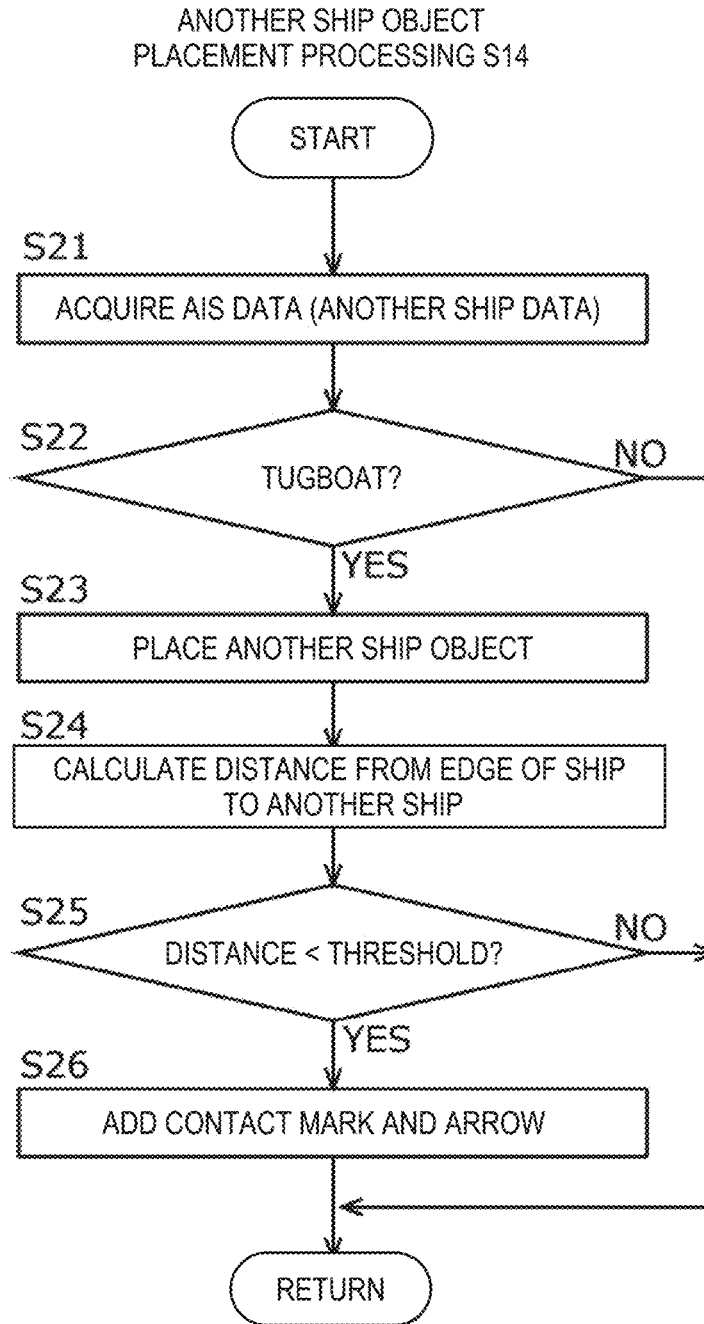 ANOTHER SHIP OBJECT
PLACEMENT PROCESSING S14
START
S21
ACQUIRE AIS DATA (ANOTHER SHIP DATA)
S22
TUGBOAT?
NO
YES
S23
PLACE ANOTHER SHIP OBJECT
S24
CALCULATE DISTANCE FROM EDGE OF SHIP
TO ANOTHER SHIP
S25
DISTANCE < THRESHOLD?
NO
YES
S26
ADD CONTACT MARK AND ARROW
RETURN